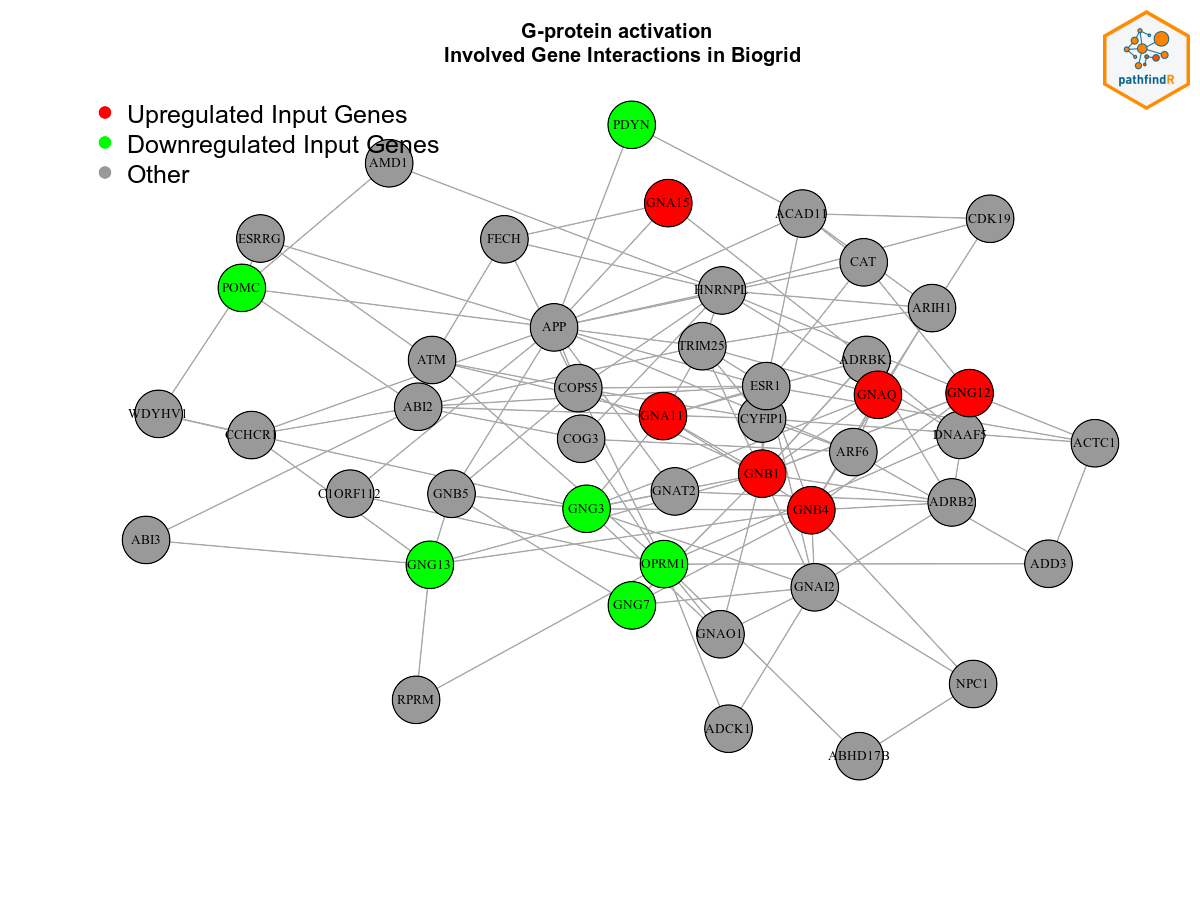 G-protein activation
Involved Gene Interactions in Biogrid
pathfindR
Upregulated Input Genes
Downregulated Input Genes
Other
PDYN
AMD1
GNA15
ACAD11
CDK19
ESRRG
FECH
CAT
POMC
HNRNPL
ARIH1
APP
TRIM25
ATM
ADRBK
COPS5
ESR1
GNAQ
GNG12
ABI2
WDYHV1
GNA11
CYFIP1
CCHCR1
COG3
DNAAF5
ACTC1
ARF6
GNB1
C1ORF112
GNB5
GNAT2
ADRB2
GNG3
GNB4
ABI3
GNG13
OPRM1
ADD3
GNAI2
GNG7
GNAO1
NPC1
RPRM
ADCK1
ABHD17B